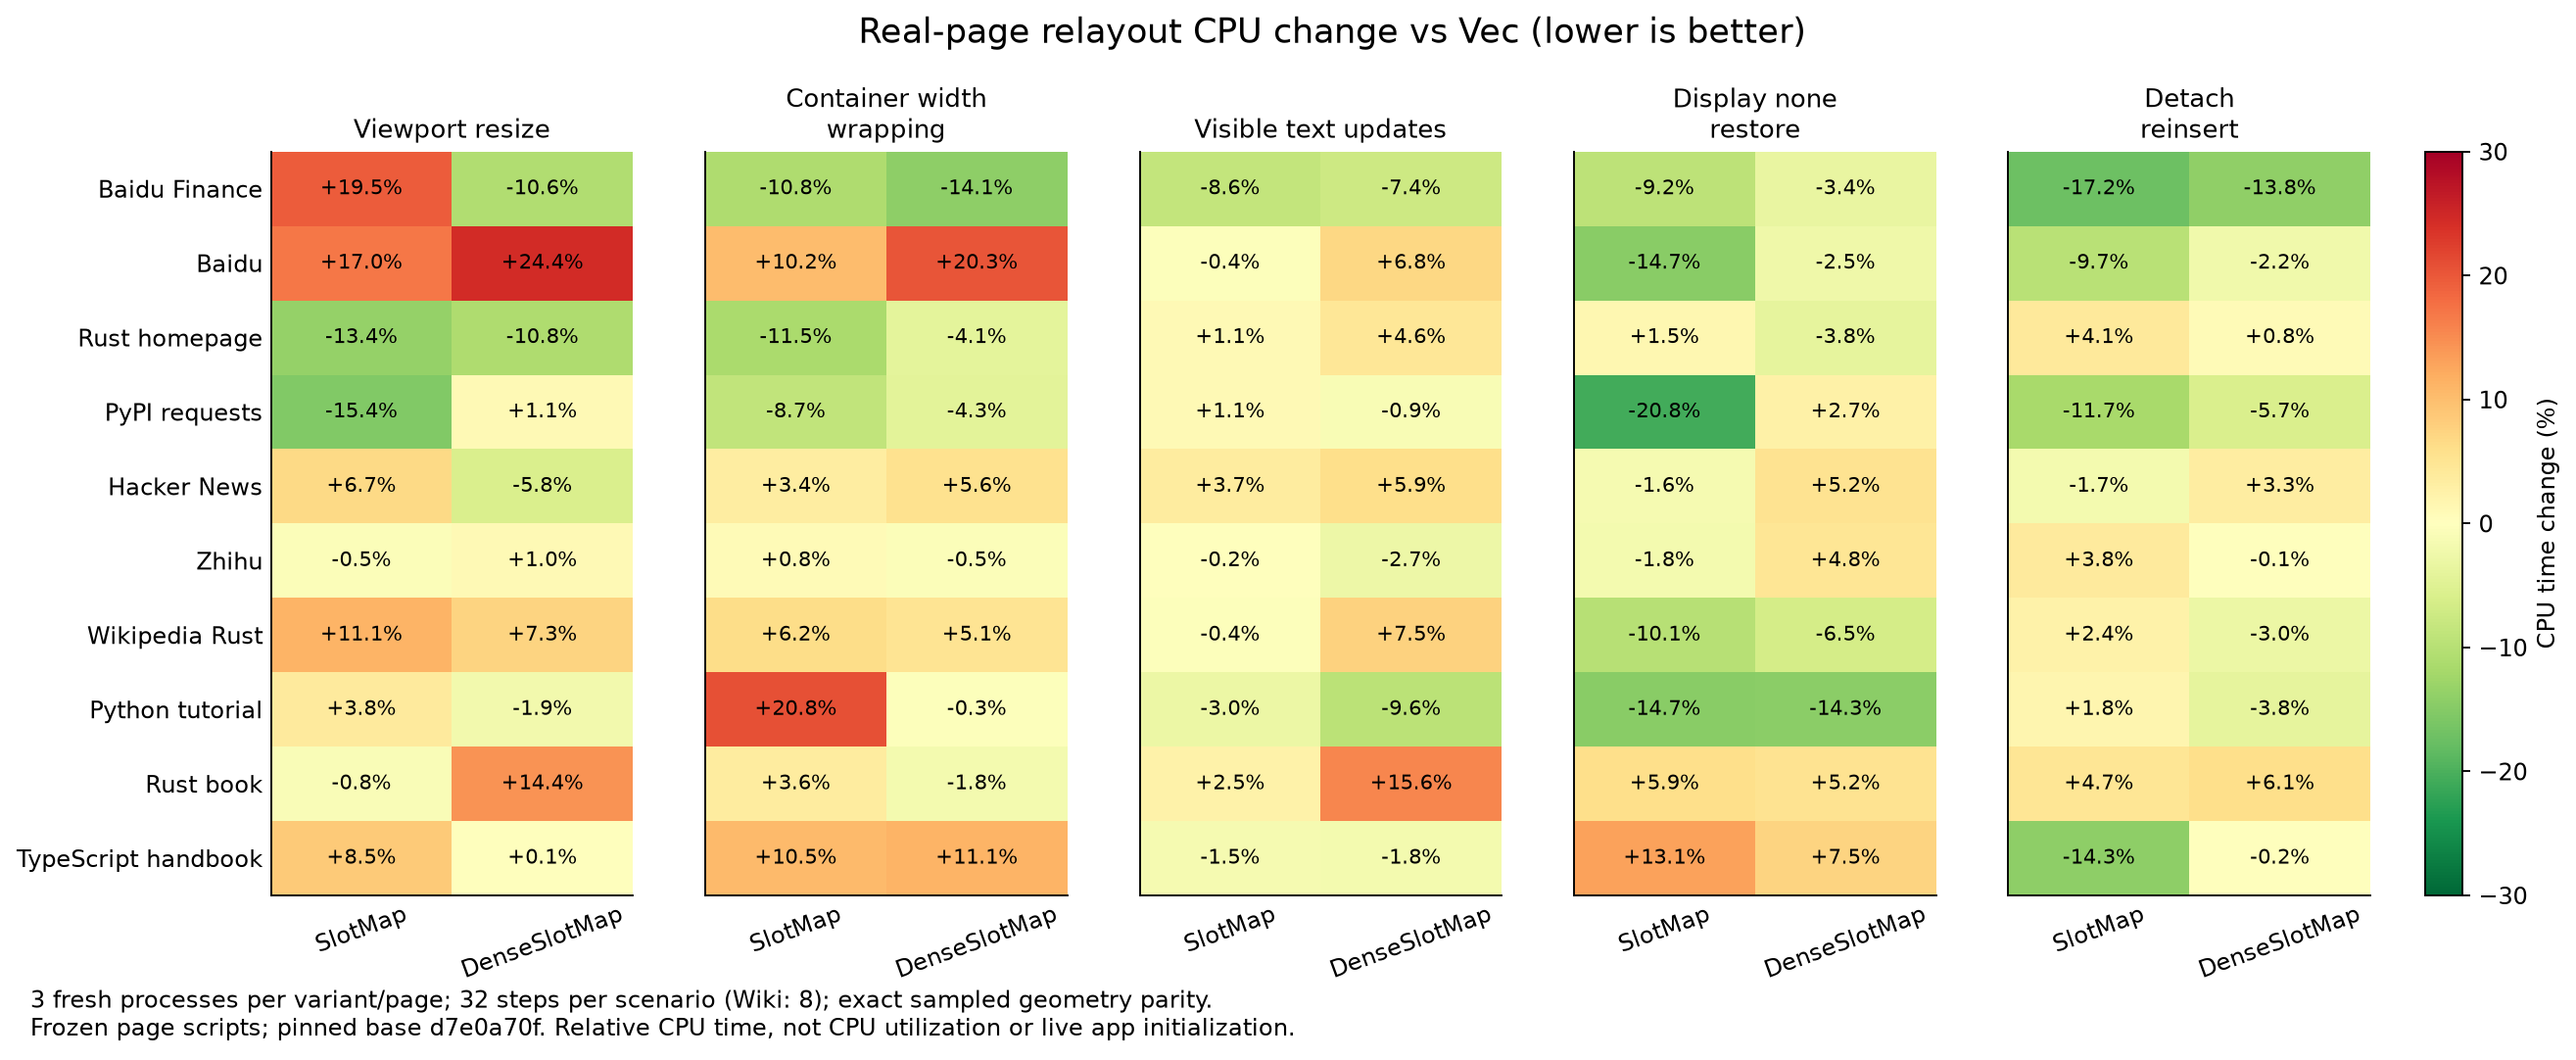 Real-page relayout CPU change vs Vec (lower is better)
Viewport resize
Container width
wrapping
Visible text updates
Display none
restore
Detach
reinsert
Baidu Finance +19.5% -10.6% -10.8% -14.1% -8.6% -7.4% -9.2% -3.4% -17.2% -13.8%
Baidu +17.0% +24.4% +10.2% +20.3% -0.4% +6.8% -14.7% -2.5% -9.7% -2.2%
Rust homepage -13.4% -10.8% -11.5% -4.1% +1.1% +4.6% +1.5% -3.8% +4.1% +0.8%
PyPI requests -15.4% +1.1% -8.7% -4.3% +1.1% -0.9% -20.8% +2.7% -11.7% -5.7%
Hacker News +6.7% -5.8% +3.4% +5.6% +3.7% +5.9% -1.6% +5.2% -1.7% +3.3%
Zhihu -0.5% +1.0% +0.8% -0.5% -0.2% -2.7% -1.8% +4.8% +3.8% -0.1%
Wikipedia Rust +11.1% +7.3% +6.2% +5.1% -0.4% +7.5% -10.1% -6.5% +2.4% -3.0%
Python tutorial +3.8% -1.9% +20.8% -0.3% -3.0% -9.6% -14.7% -14.3% +1.8% -3.8%
Rust book -0.8% +14.4% +3.6% -1.8% +2.5% +15.6% +5.9% +5.2% +4.7% +6.1%
TypeScript handbook +8.5% +0.1% +10.5% +11.1% -1.5% -1.8% +13.1% +7.5% -14.3% -0.2%
SlotMap DenseSlotMap SlotMap DenseSlotMap SlotMap DenseSlotMap SlotMap DenseSlotMap SlotMap DenseSlotMap
30
20
10
0
−10
−20
−30
CPU time change (%)
3 fresh processes per variant/page; 32 steps per scenario (Wiki: 8); exact sampled geometry parity.
Frozen page scripts; pinned base d7e0a70f. Relative CPU time, not CPU utilization or live app initialization.